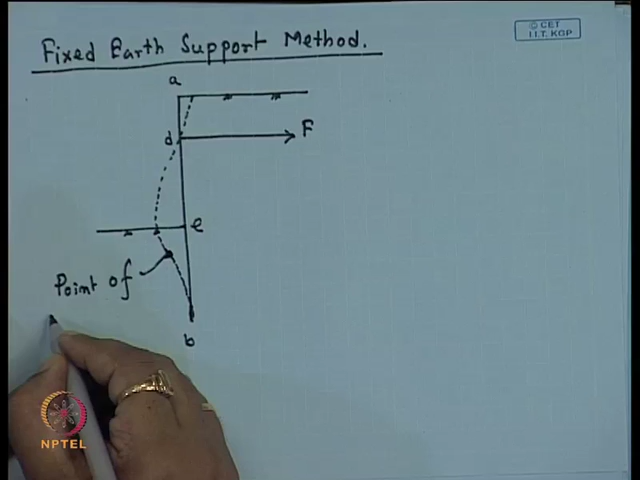 Fixed Earth Support Method.
© CET
I.I.T. KGP
a
d
F
e
Point of
b
NPTEL